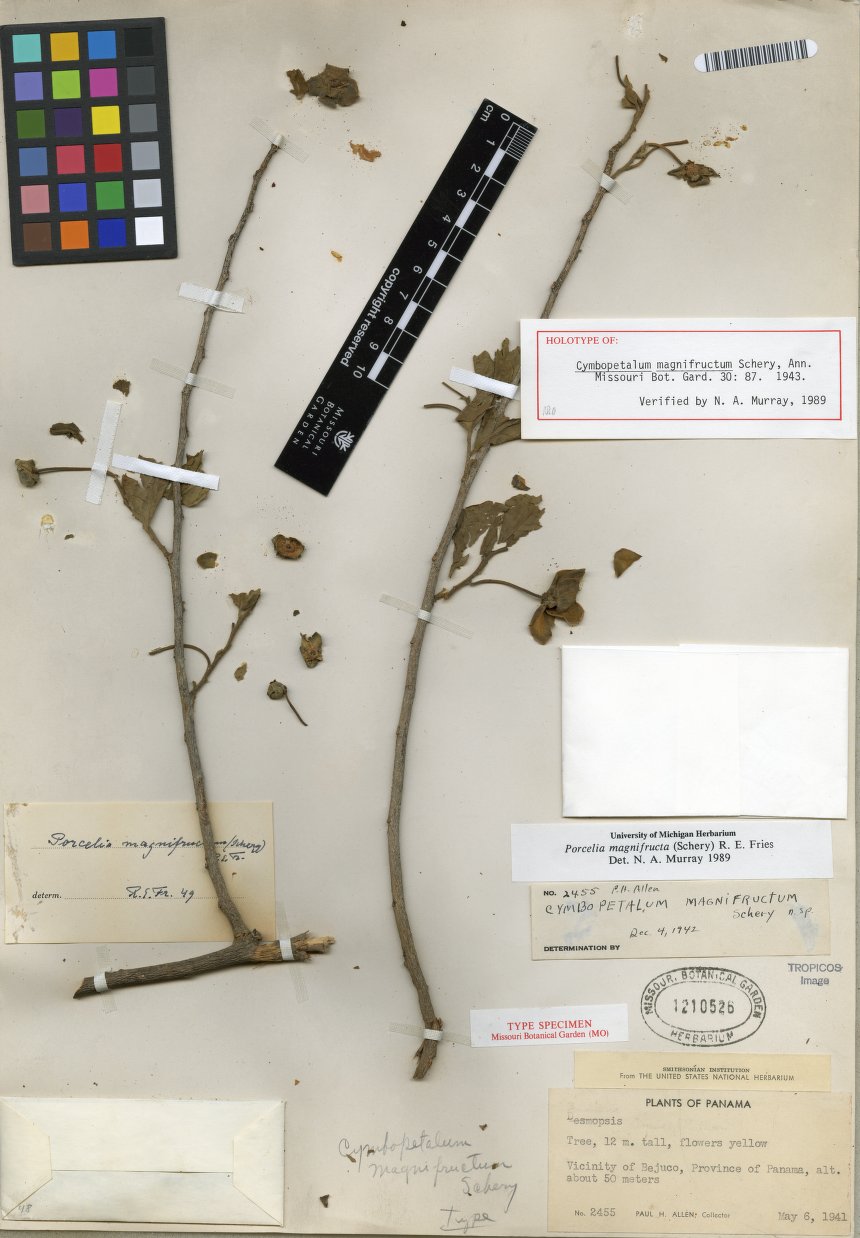 cm 0 1 2 3 4 5 6 7 8 9 10
copyright reserved
MISSOURI
BOTANICAL
GARDEN
HOLOTYPE OF:
Cymbopetalum magnifructum Schery, Ann.
Missouri Bot. Gard. 30: 87. 1943.
Verified by N. A. Murray, 1989
Porcelia magnifructum (Schery)
R.E.Fr.
determ. R.E.Fr. 49
University of Michigan Herbarium
Porcelia magnifructa (Schery) R. E. Fries
Det. N. A. Murray 1989
NO. 2455 P.H. Allen
CYMBOPETALUM MAGNIFRUCTUM
Schery n. sp.
Dec. 4, 1942
DETERMINATION BY
TROPICOS
Image
MISSOURI BOTANICAL GARDEN
1210526
HERBARIUM
TYPE SPECIMEN
Missouri Botanical Garden (MO)
SMITHSONIAN INSTITUTION
From THE UNITED STATES NATIONAL HERBARIUM
PLANTS OF PANAMA
Desmopsis
Tree, 12 m. tall, flowers yellow
Vicinity of Bejuco, Province of Panama, alt.
about 50 meters
No. 2455 PAUL H. ALLEN, Collector May 6, 1941
Cymbopetalum
magnifructum
Schery
Type